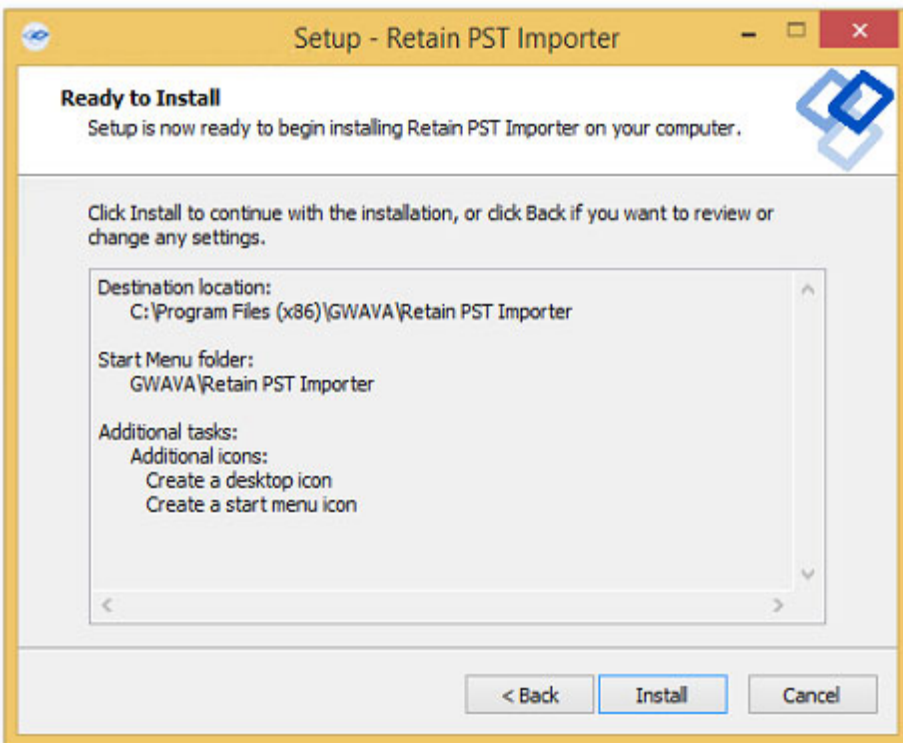 Setup - Retain PST Importer
Ready to Install
Setup is now ready to begin installing Retain PST Importer on your computer.
Click Install to continue with the installation, or click Back if you want to review or
change any settings.
Destination location:
C:\Program Files (x86)\GWAVA\Retain PST Importer
Start Menu folder:
GWAVA\Retain PST Importer
Additional tasks:
Additional icons:
Create a desktop icon
Create a start menu icon
< Back
Install
Cancel